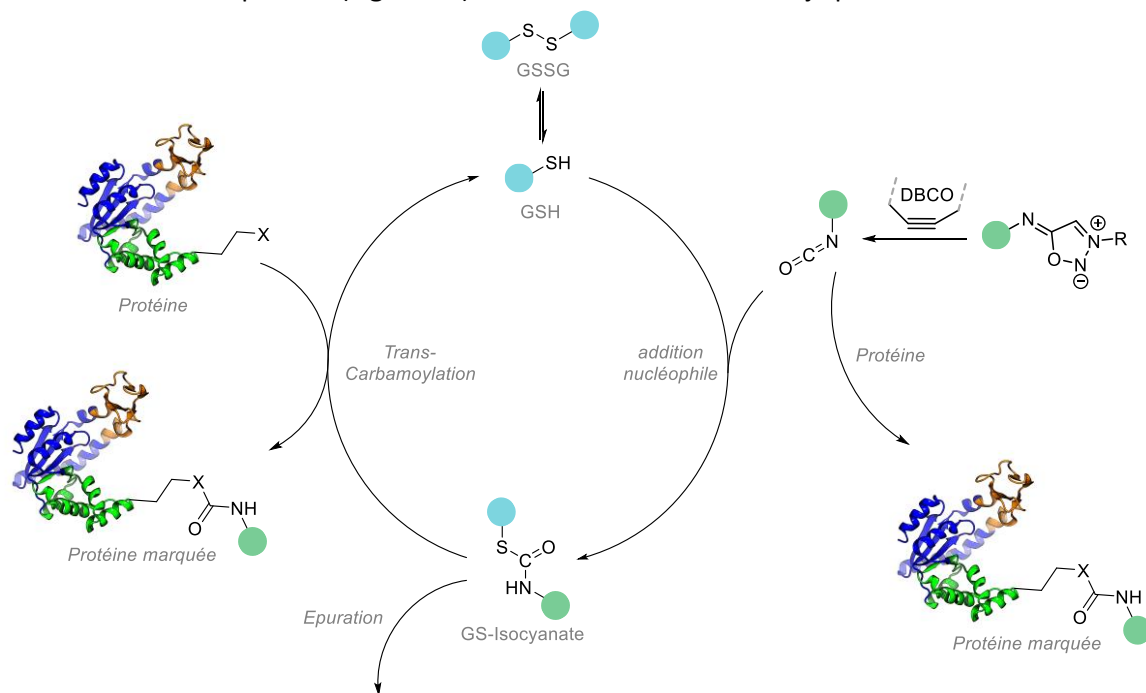 S
S
GSSG
SH
GSH
DBCO
N
O
C
N
N
R
O
N
X
Protéine
Trans-
Carbamoylation
addition
nucléophile
Protéine
X
O
NH
Protéine marquée
S
C
O
HN
GS-Isocyanate
Epuration
X
O
NH
Protéine marquée